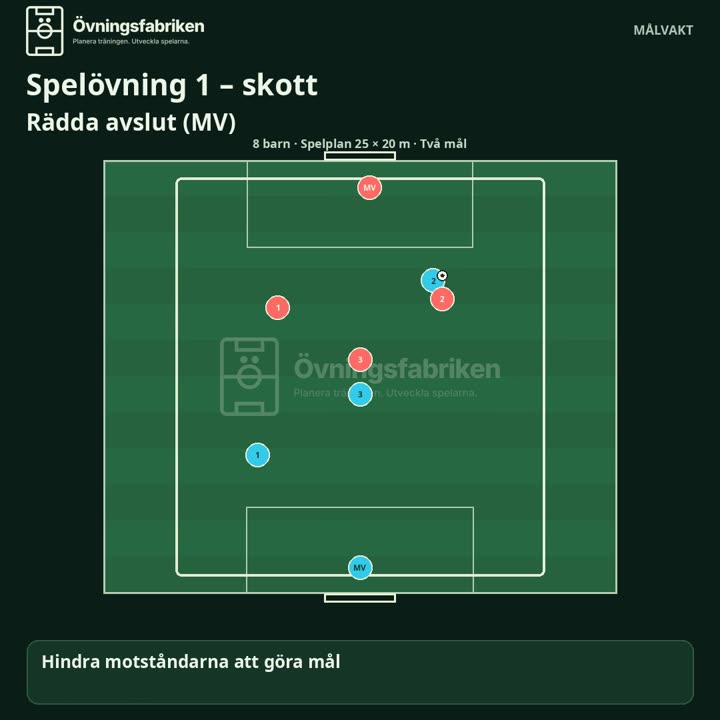 Övningsfabriken
Planera träningen. Utveckla spelarna.
MÅLVAKT
Spelövning 1 – skott
Rädda avslut (MV)
8 barn · Spelplan 25 × 20 m · Två mål
MV
2
2
1
3
Övningsfabriken
Planera trä Utveckla spelarna.
3
1
MV
Hindra motståndarna att göra mål